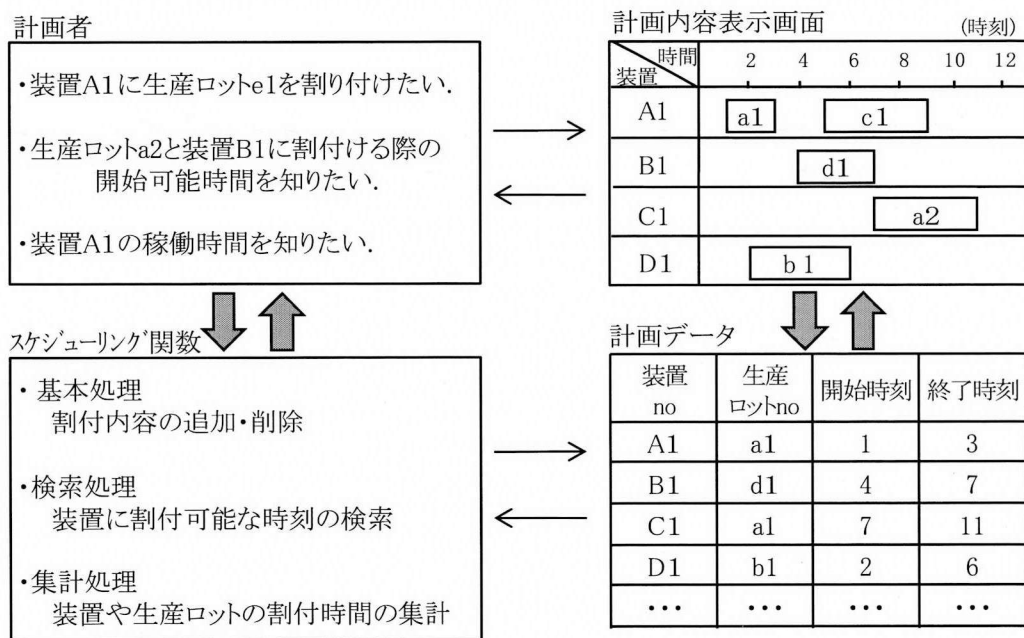 計画者
・装置A1に生産ロットe1を割り付けたい.
・生産ロットa2と装置B1に割付ける際の
開始可能時間を知りたい.
・装置A1の稼働時間を知りたい.
計画内容表示画面 (時刻)
時間 2 4 6 8 10 12
装置
A1 a1 c1
B1 d1
C1 a2
D1 b1
スケジューリング関数
・基本処理
割付内容の追加・削除
・検索処理
装置に割付可能な時刻の検索
・集計処理
装置や生産ロットの割付時間の集計
計画データ
装置 生産 開始時刻 終了時刻
no ロットno
A1 a1 1 3
B1 d1 4 7
C1 a1 7 11
D1 b1 2 6
… … … …